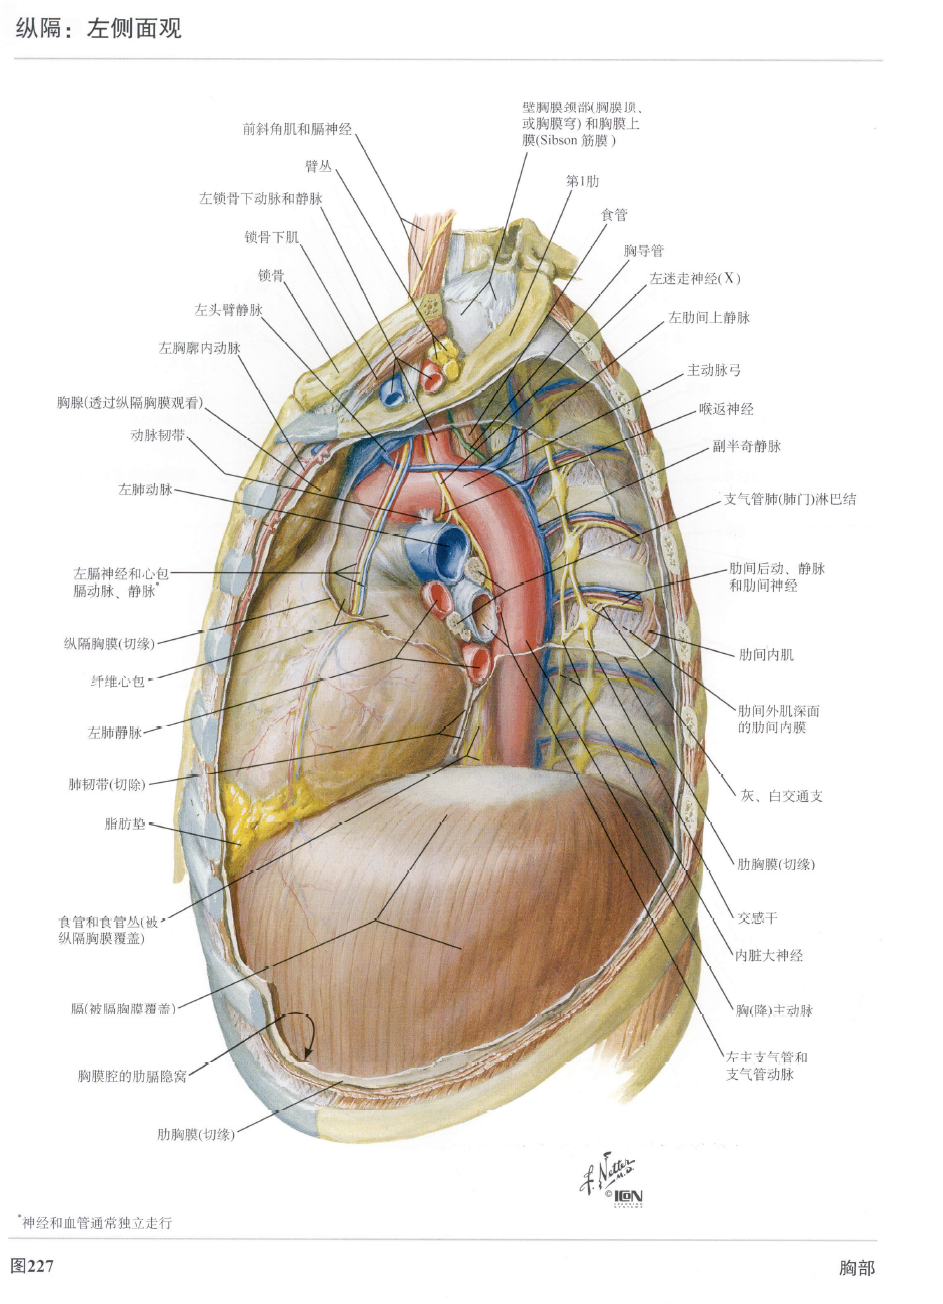 纵隔：左侧面观
壁胸膜颈部(胸膜顶、
或胸膜穹) 和胸膜上
膜(Sibson 筋膜 )
前斜角肌和膈神经
臂丛
第1肋
左锁骨下动脉和静脉
食管
锁骨下肌
胸导管
锁骨
左迷走神经(X)
左头臂静脉
左肋间上静脉
左胸廓内动脉
主动脉弓
胸腺(透过纵隔胸膜观看)
喉返神经
动脉韧带
副半奇静脉
左肺动脉
支气管肺(肺门)淋巴结
左膈神经和心包
膈动脉、静脉*
肋间后动、静脉
和肋间神经
纵隔胸膜(切缘)
肋间内肌
纤维心包
左肺静脉
肋间外肌深面
的肋间内膜
肺韧带(切除)
灰、白交通支
脂肪垫
肋胸膜(切缘)
食管和食管丛(被
纵隔胸膜覆盖)
交感干
内脏大神经
膈(被膈胸膜覆盖)
胸(降)主动脉
胸膜腔的肋膈隐窝
左主支气管和
支气管动脉
肋胸膜(切缘)
F. Netter
M.D.
© ICON
LEARNING
SYSTEMS
*神经和血管通常独立走行
图227
胸部